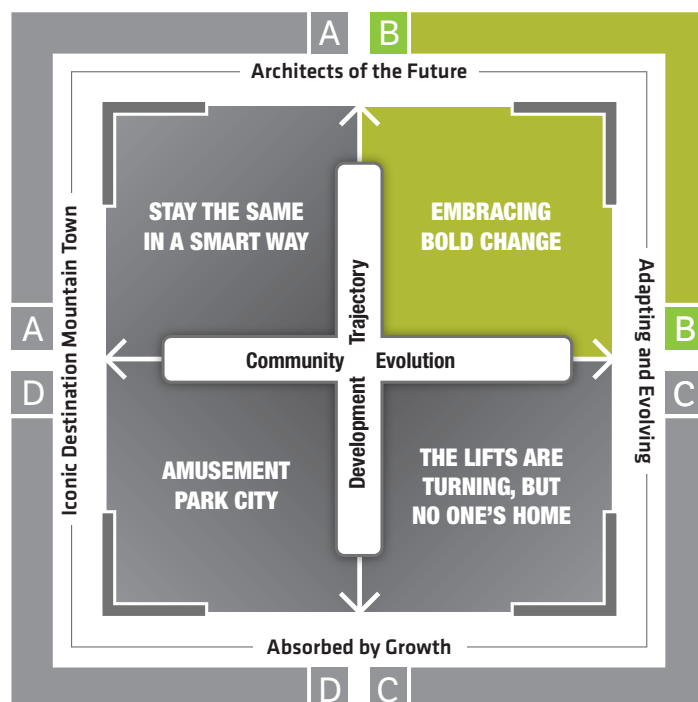 A B
Architects of the Future
STAY THE SAME
IN A SMART WAY
EMBRACING
BOLD CHANGE
Iconic Destination Mountain Town
Adapting and Evolving
A
B
Development Trajectory
Community Evolution
D
C
AMUSEMENT
PARK CITY
THE LIFTS ARE
TURNING, BUT
NO ONE'S HOME
Absorbed by Growth
D C